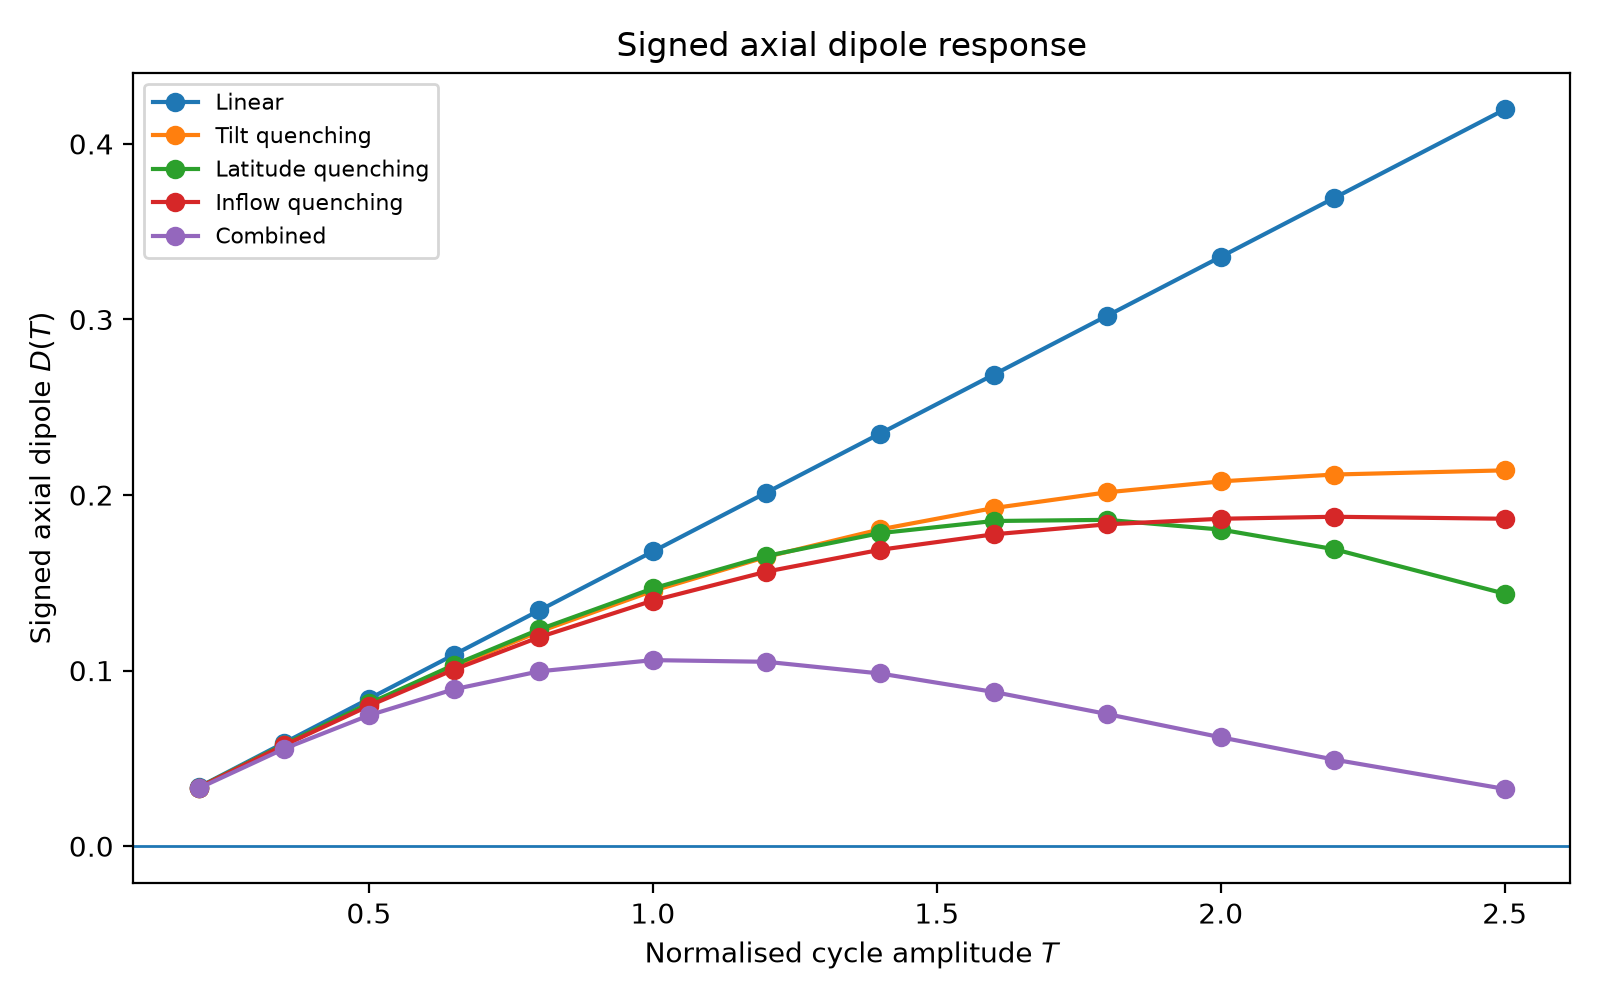 Signed axial dipole response
Linear
Tilt quenching
Latitude quenching
Inflow quenching
Combined
Signed axial dipole D(T)
0.4
0.3
0.2
0.1
0.0
0.5 1.0 1.5 2.0 2.5
Normalised cycle amplitude T